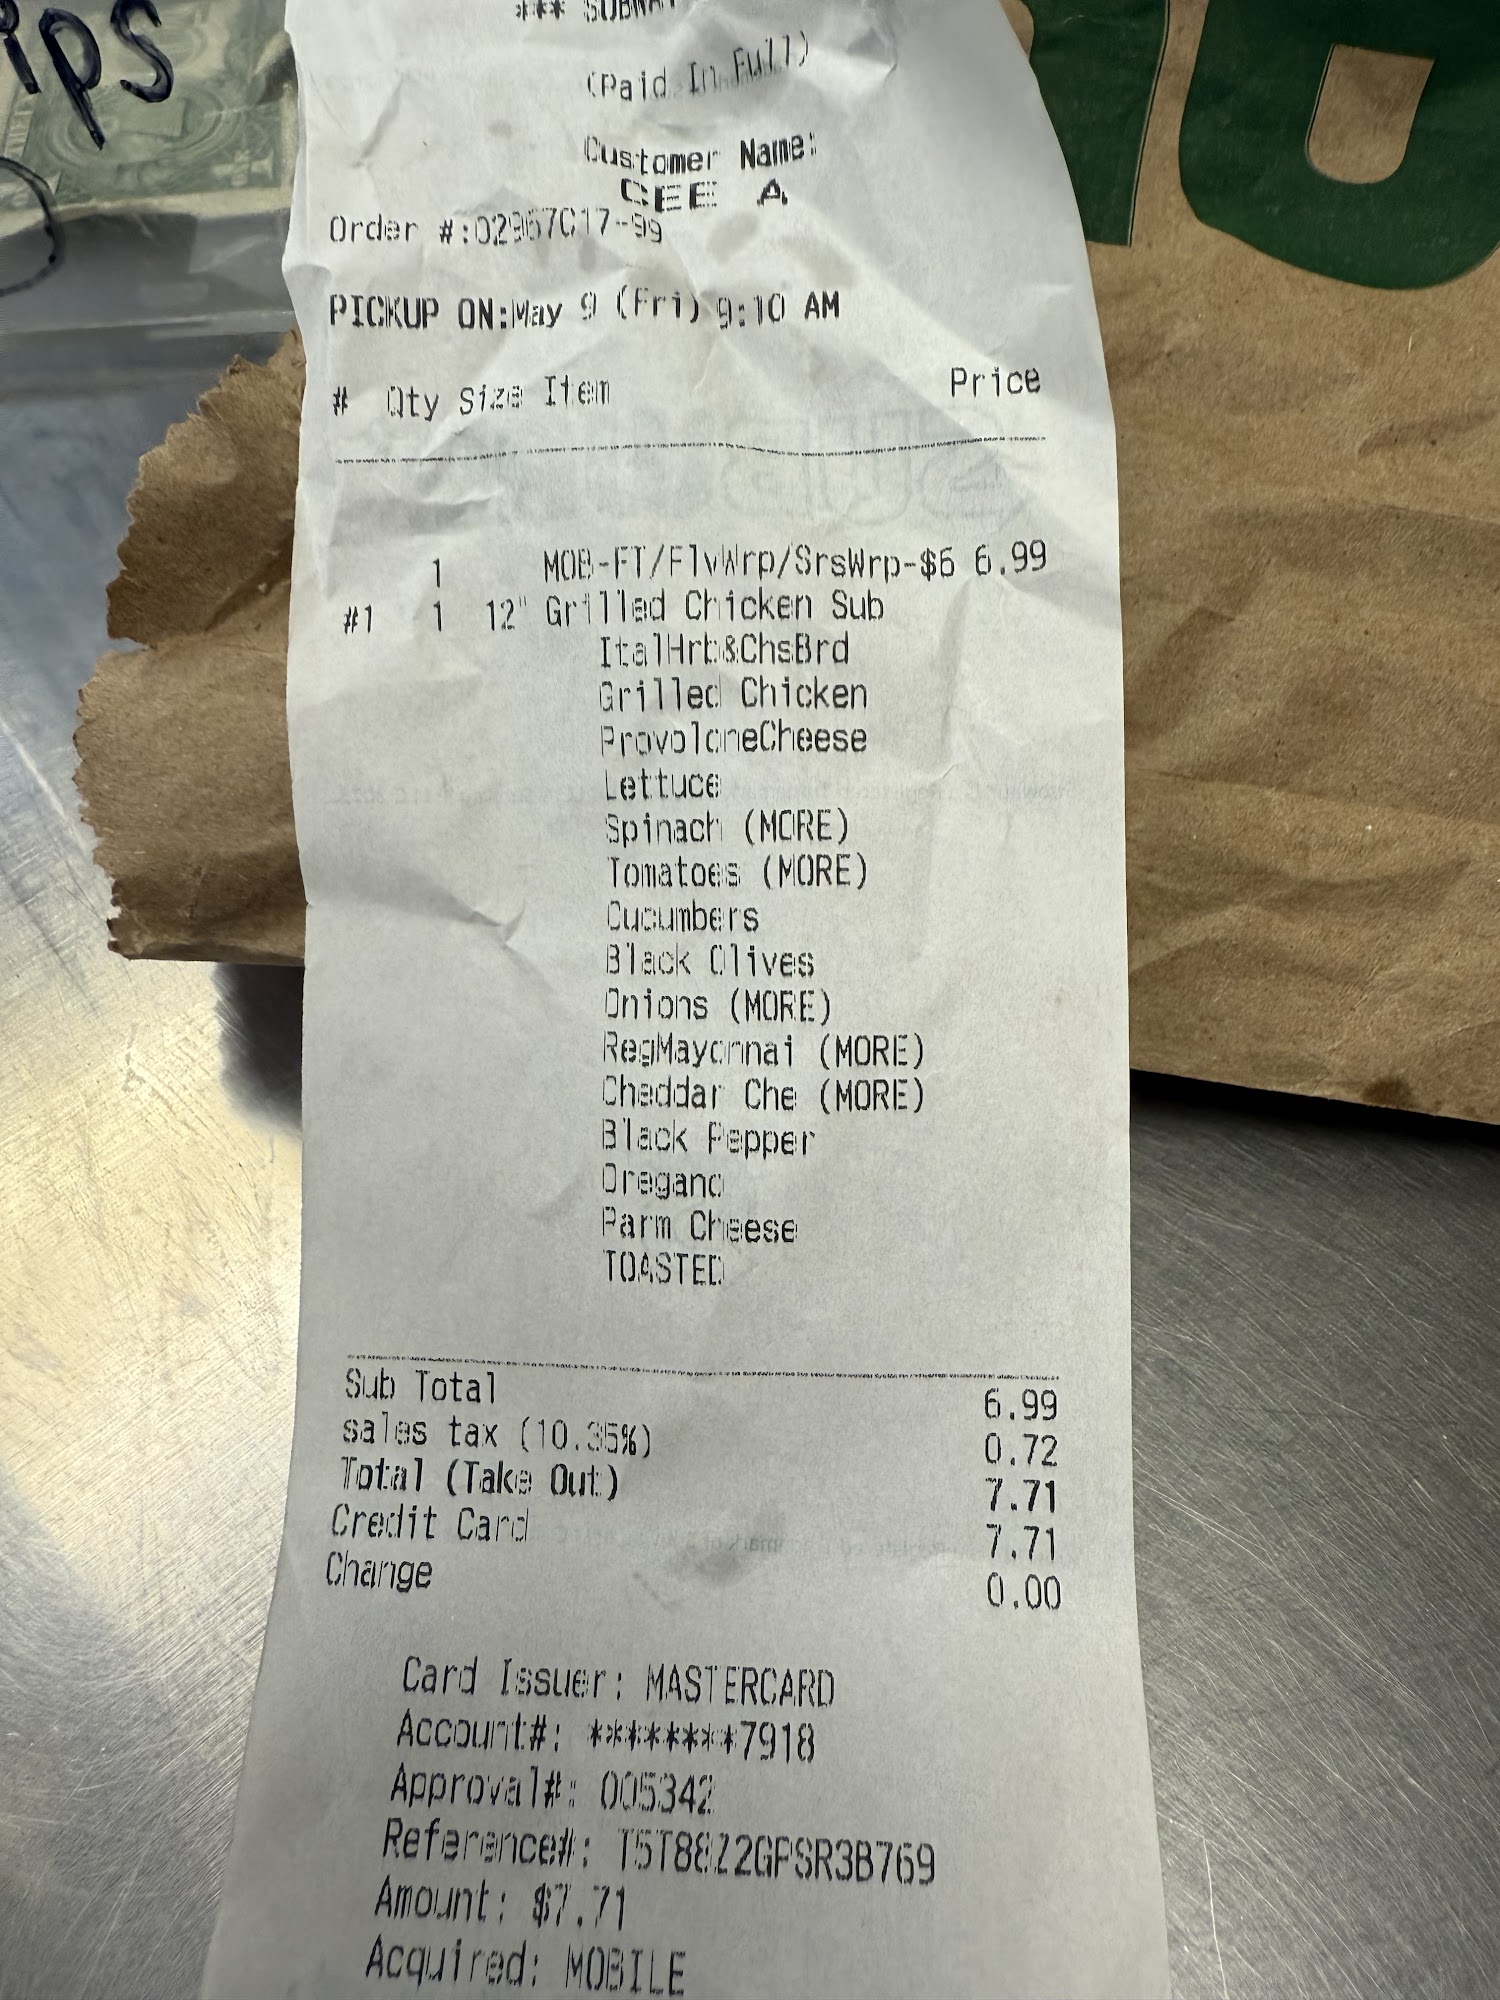 ips
*** SUBWAY
(Paid In Full)
Customer Name:
CEE A
Order #:02967C17-99
PICKUP ON:May 9 (Fri) 9:10 AM
# Qty Size Item Price
1 MOB-FT/FlvWrp/SrsWrp-$6 6.99
#1 1 12" Grilled Chicken Sub
ItalHrb&ChsBrd
Grilled Chicken
ProvoloneCheese
Lettuce
Spinach (MORE)
Tomatoes (MORE)
Cucumbers
Black Olives
Onions (MORE)
RegMayonnai (MORE)
Cheddar Che (MORE)
Black Pepper
Oregano
Parm Cheese
TOASTED
Sub Total 6.99
sales tax (10.35%) 0.72
Total (Take Out) 7.71
Credit Card 7.71
Change 0.00
Card Issuer: MASTERCARD
Account#: *******7918
Approval#: 005342
Reference#: T5T88Z2GPSR3B769
Amount: $7.71
Acquired: MOBILE